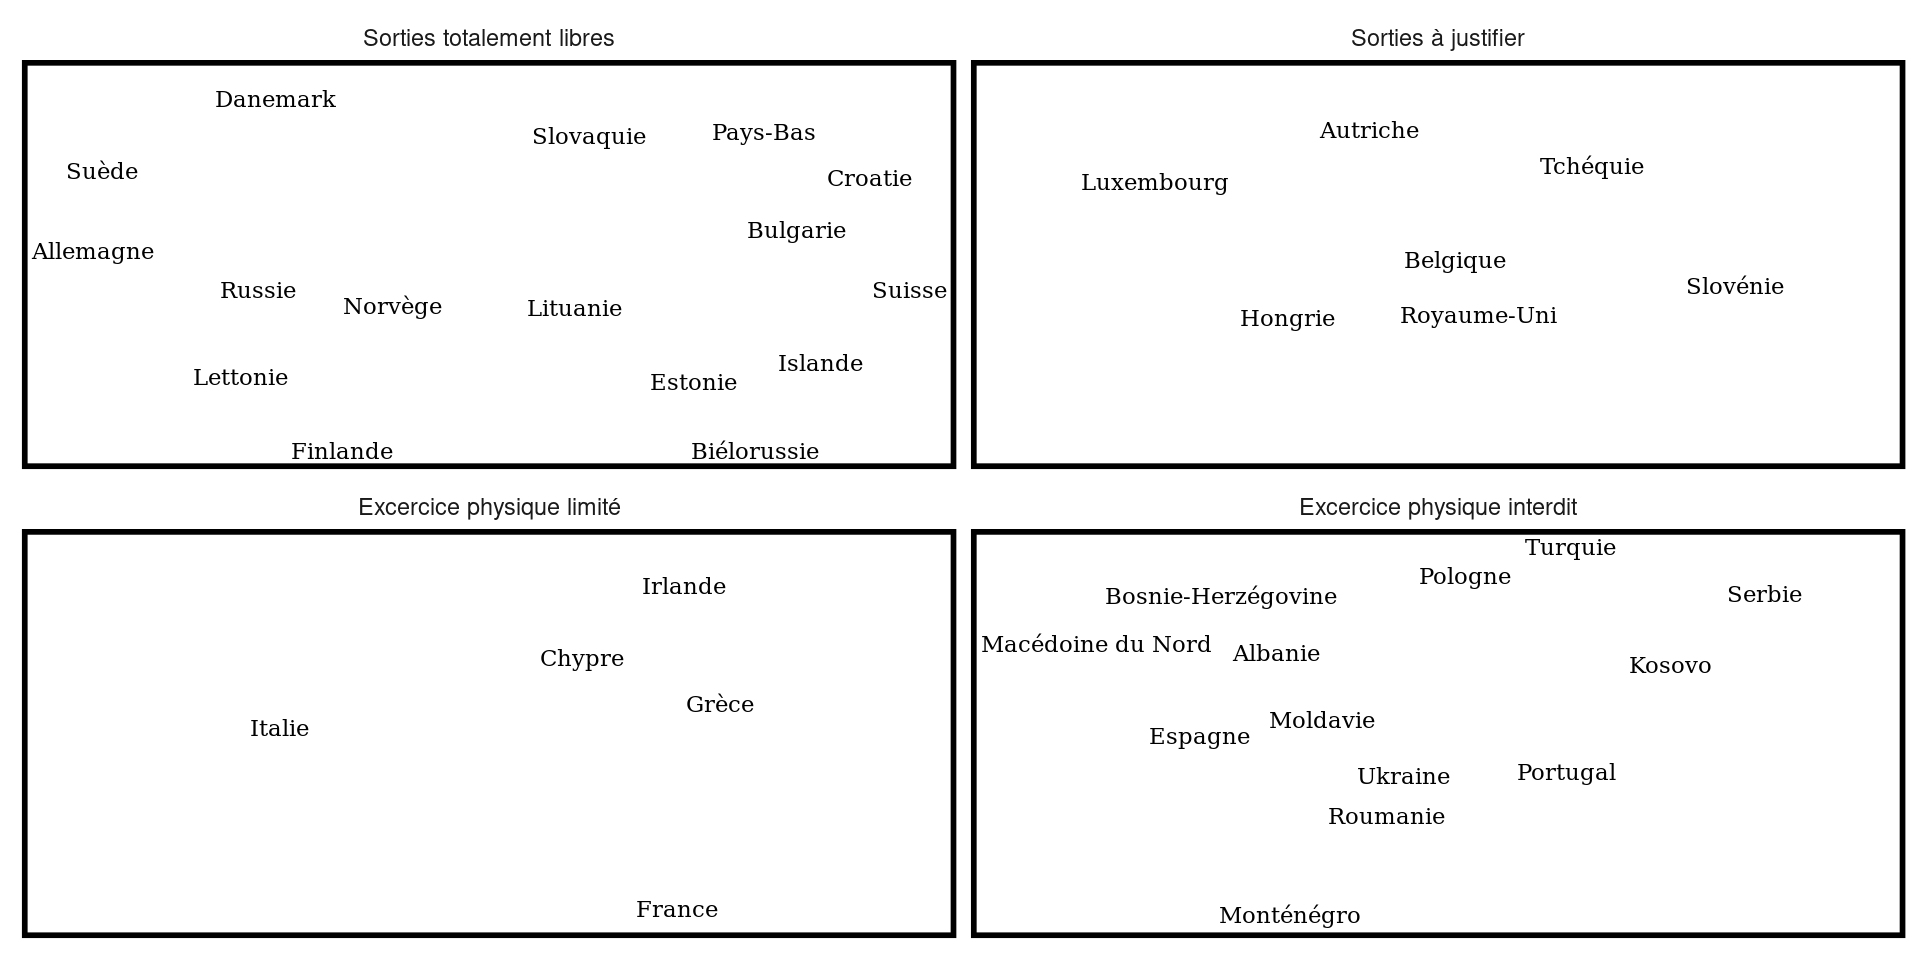 Sorties totalement libres
Danemark
Slovaquie
Pays-Bas
Suède
Croatie
Bulgarie
Allemagne
Russie
Norvège
Lituanie
Suisse
Lettonie
Estonie
Islande
Finlande
Biélorussie
Sorties à justifier
Autriche
Tchéquie
Luxembourg
Belgique
Slovénie
Hongrie
Royaume-Uni
Excercice physique limité
Irlande
Chypre
Grèce
Italie
France
Excercice physique interdit
Turquie
Pologne
Bosnie-Herzégovine
Serbie
Macédoine du Nord
Albanie
Kosovo
Espagne
Moldavie
Ukraine
Portugal
Roumanie
Monténégro